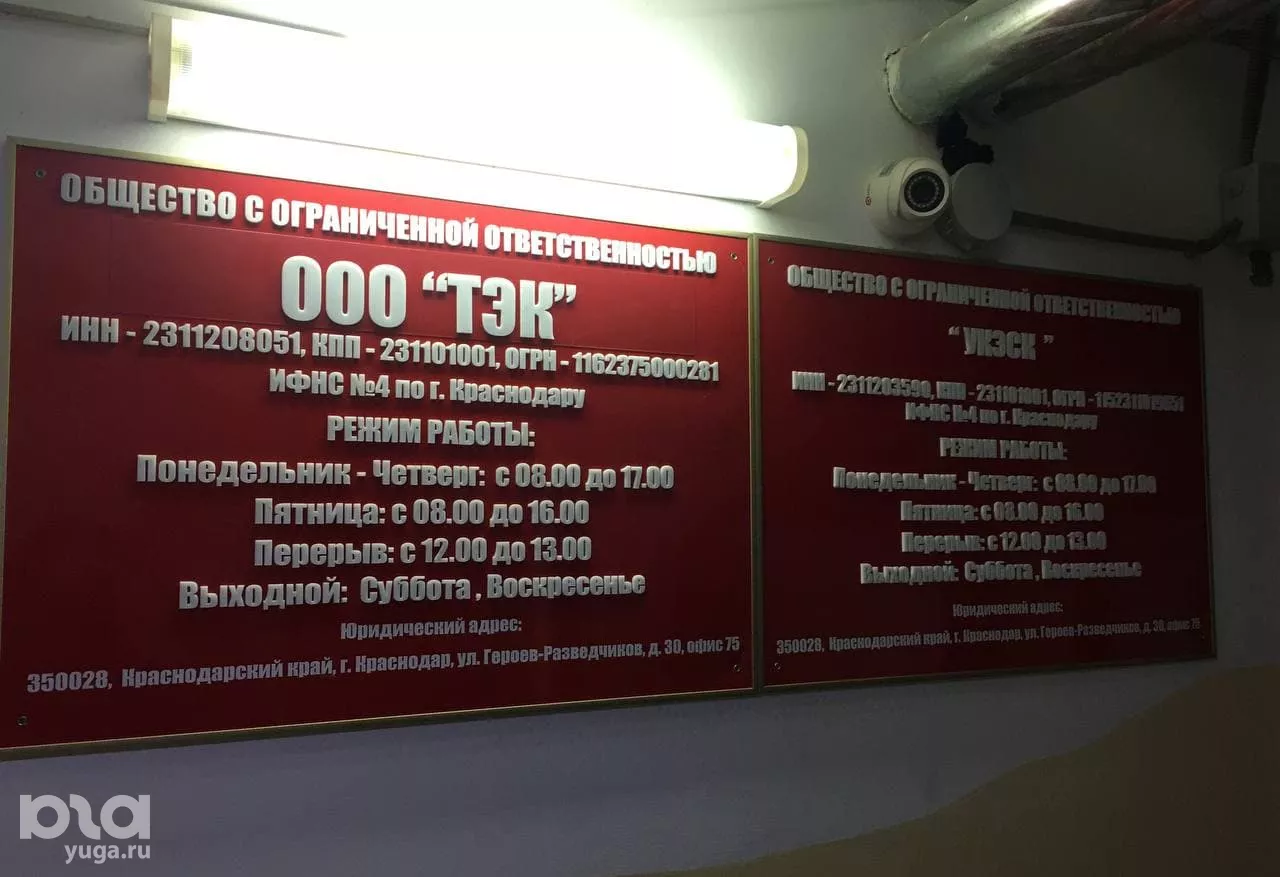 ОБЩЕСТВО С ОГРАНИЧЕННОЙ ОТВЕТСТВЕННОСТЬЮ
ООО “ТЭК”
ИНН - 2311208051, КПП - 231101001, ОГРН - 1162375000281
ИФНС №4 по г. Краснодару
РЕЖИМ РАБОТЫ:
Понедельник - Четверг: с 08.00 до 17.00
Пятница: с 08.00 до 16.00
Перерыв: с 12.00 до 13.00
Выходной: Суббота , Воскресенье
Юридический адрес:
350028, Краснодарский край, г. Краснодар, ул. Героев-Разведчиков, д. 30, офис 75
ОБЩЕСТВО С ОГРАНИЧЕННОЙ ОТВЕТСТВЕННОСТЬЮ
“ УКЭСК ”
ИНН - 2311203590, КПП - 231101001, ОГРН -
ИФНС №4 по г. Краснодару
РЕЖИМ РАБОТЫ:
Понедельник - Четверг: с 08.00 до 17.00
Пятница: с 08.00 до 16.00
Перерыв: с 12.00 до 13.00
Выходной: Суббота , Воскресенье
Юридический адрес:
350028, Краснодарский край, г. Краснодар, ул. Героев-Разведчиков, д. 30, офис 75
yuga.ru